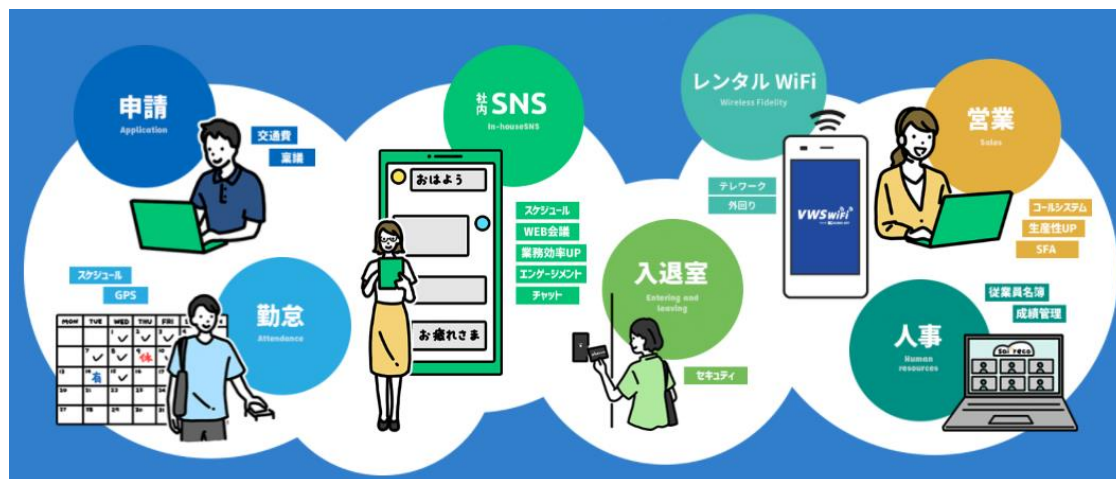 申請
Application
交通費
稟議
スケジュール
GPS
勤怠
Attendance
MON TUE WED THU FRI
休
有
社内SNS
In-houseSNS
おはよう
お疲れさま
スケジュール
WEB会議
業務効率UP
エンゲージメント
チャット
レンタル WiFi
Wireless Fidelity
テレワーク
外回り
VWSWiFi
入退室
Entering and
leaving
セキュティ
営業
Sales
コールシステム
生産性UP
SFA
人事
Human
resources
従業員名簿
成績管理